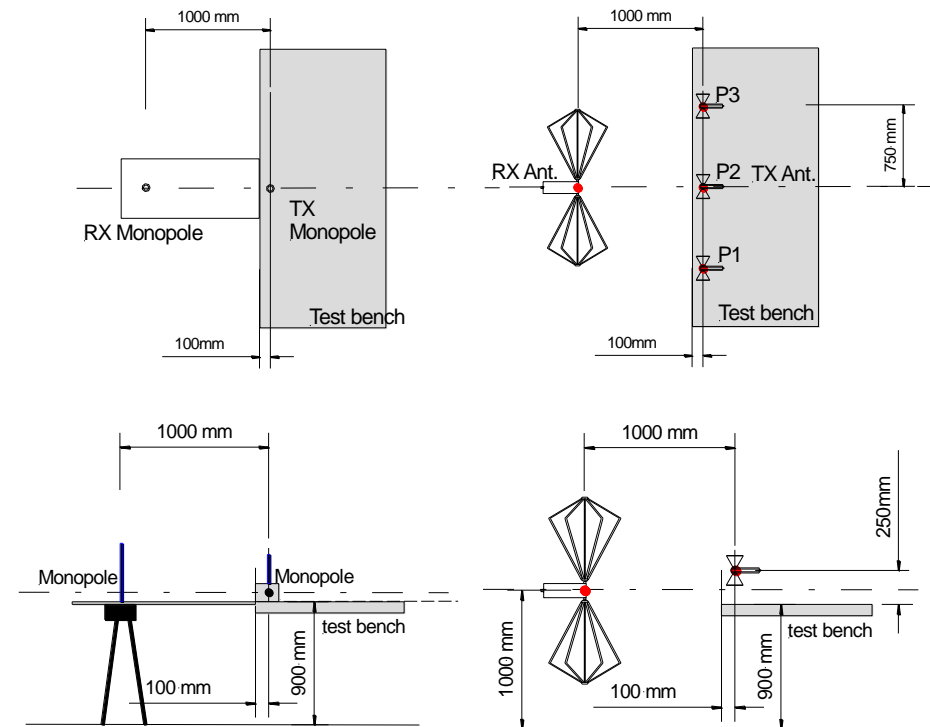 1000 mm
RX Monopole
TX
Monopole
Test bench
100mm
1000 mm
P3
RX Ant.
P2
TX Ant.
750 mm
P1
Test bench
100mm
1000 mm
Monopole
Monopole
test bench
100 mm
900 mm
1000 mm
250mm
test bench
1000 mm
100 mm
900 mm